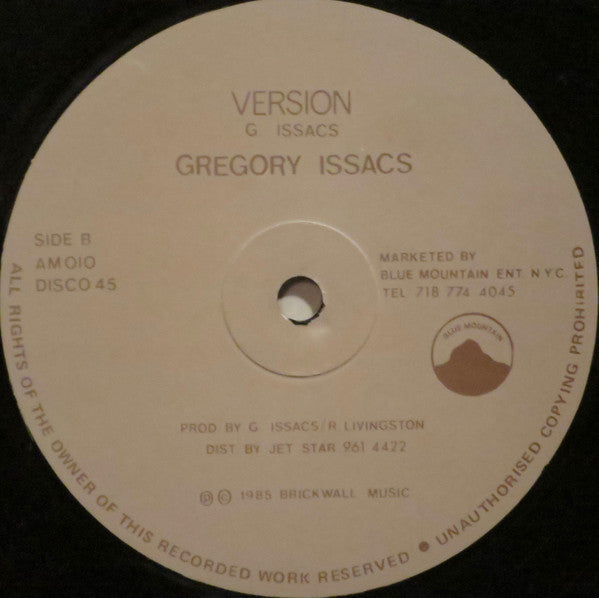 VERSION
G. ISSACS
GREGORY ISSACS
SIDE B
AM 010
DISCO 45
MARKETED BY
BLUE MOUNTAIN ENT. N.Y.C.
TEL 718 774 4045
BLUE MOUNTAIN
PROD BY G. ISSACS/R. LIVINGSTON
DIST BY JET STAR 961 4422
℗ © 1985 BRICKWALL MUSIC
ALL RIGHTS OF THE OWNER OF THIS RECORDED WORK RESERVED ● UNAUTHORISED COPYING PROHIBITED